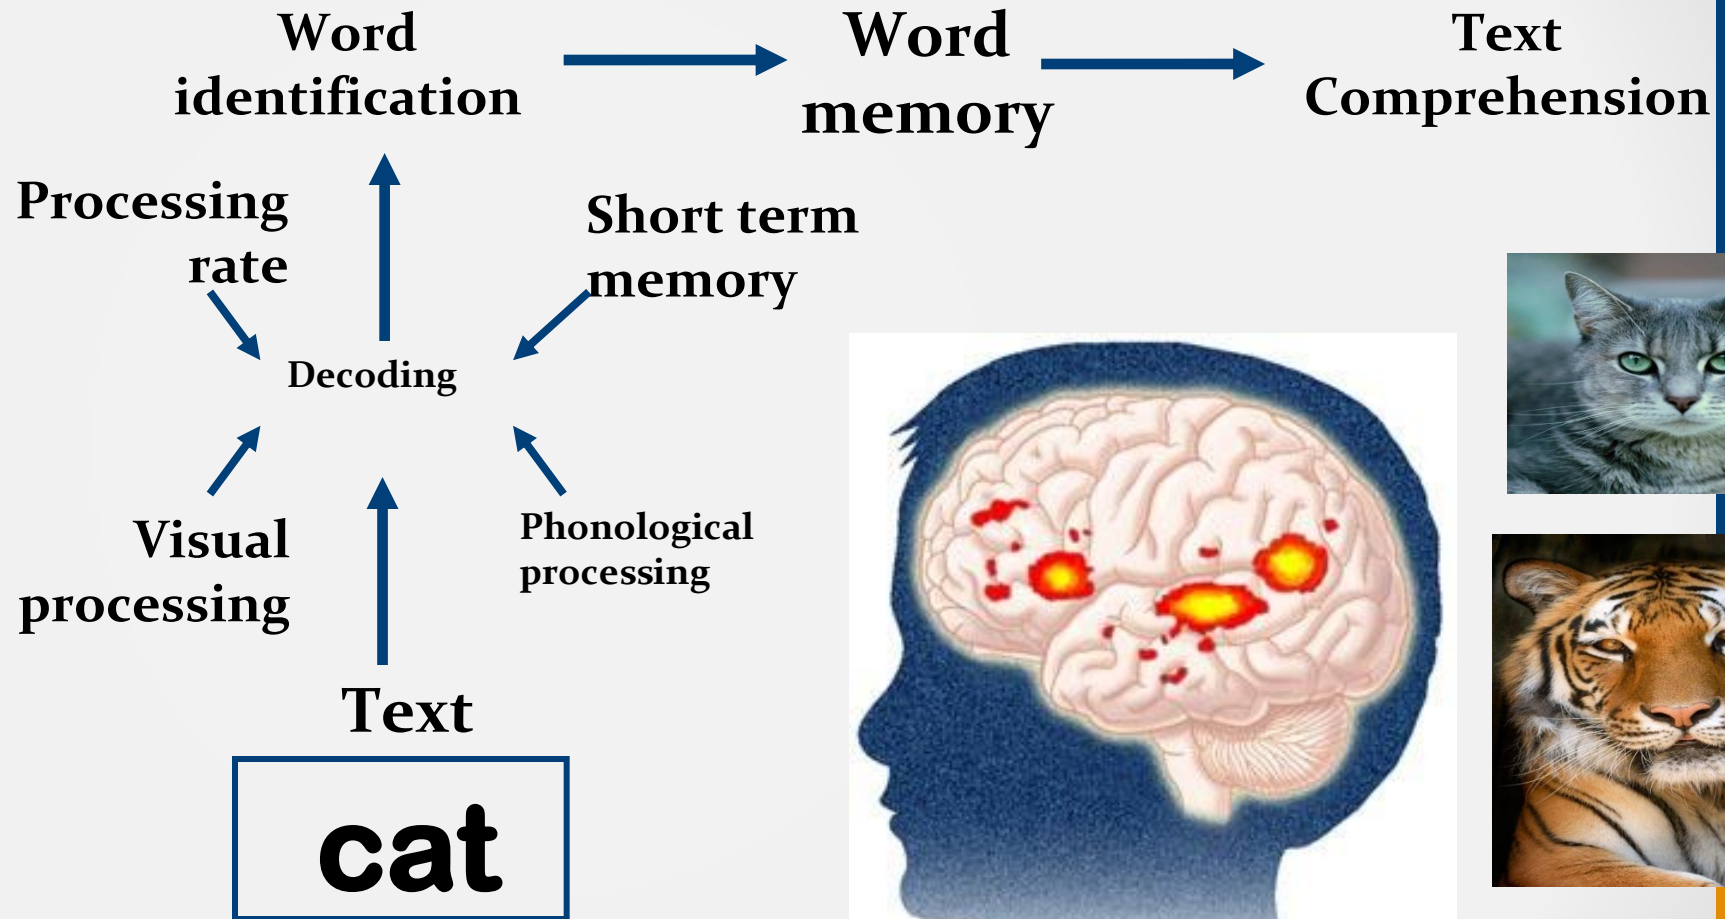 Word
identification
Word
memory
Text
Comprehension
Processing
rate
Short term
memory
Decoding
Visual
processing
Phonological
processing
Text
cat